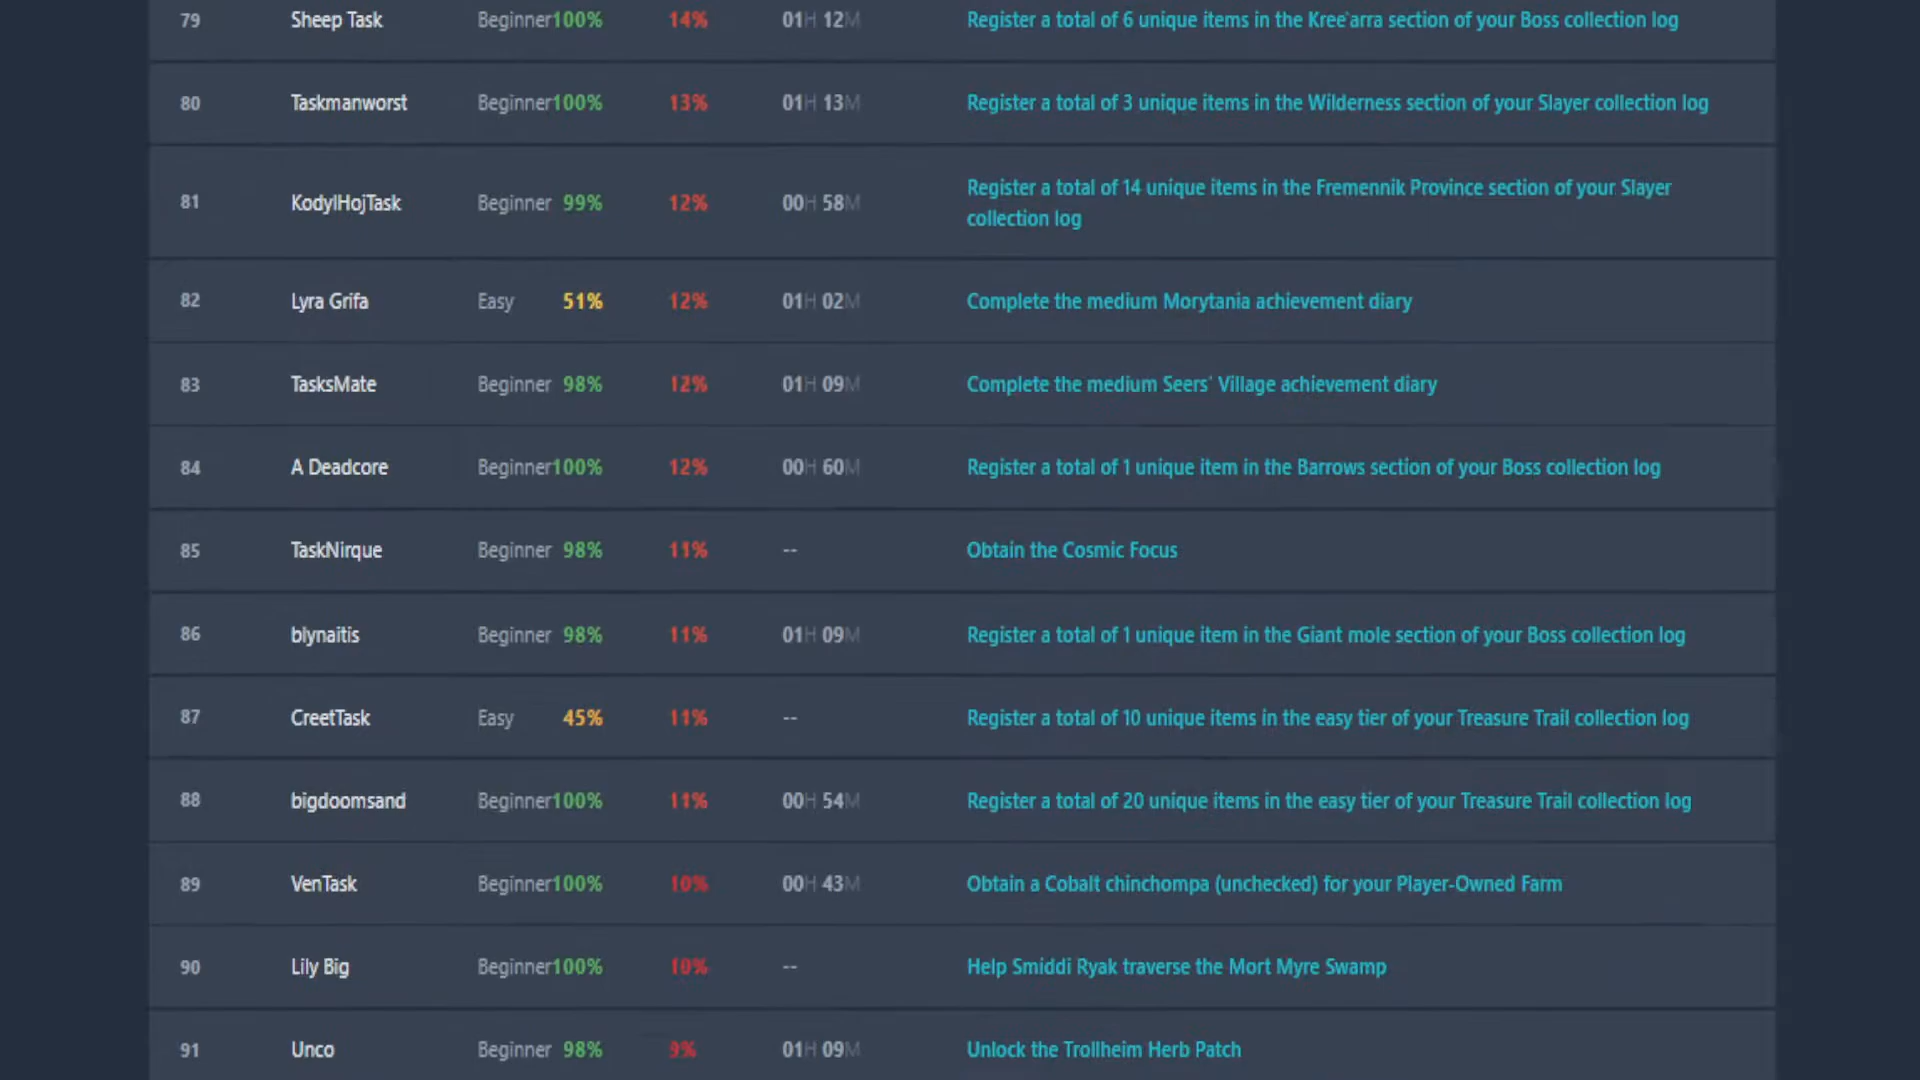 79 Sheep Task Beginner 100% 14% 01H 12M Register a total of 6 unique items in the Kree'arra section of your Boss collection log
80 Taskmanworst Beginner 100% 13% 01H 13M Register a total of 3 unique items in the Wilderness section of your Slayer collection log
81 KodylHojTask Beginner 99% 12% 00H 58M Register a total of 14 unique items in the Fremennik Province section of your Slayer
collection log
82 Lyra Grifa Easy 51% 12% 01H 02M Complete the medium Morytania achievement diary
83 TasksMate Beginner 98% 12% 01H 09M Complete the medium Seers' Village achievement diary
84 A Deadcore Beginner 100% 12% 00H 60M Register a total of 1 unique item in the Barrows section of your Boss collection log
85 TaskNirque Beginner 98% 11% -- Obtain the Cosmic Focus
86 blynaitis Beginner 98% 11% 01H 09M Register a total of 1 unique item in the Giant mole section of your Boss collection log
87 CreetTask Easy 45% 11% -- Register a total of 10 unique items in the easy tier of your Treasure Trail collection log
88 bigdoomsand Beginner 100% 11% 00H 54M Register a total of 20 unique items in the easy tier of your Treasure Trail collection log
89 VenTask Beginner 100% 10% 00H 43M Obtain a Cobalt chinchompa (unchecked) for your Player-Owned Farm
90 Lily Big Beginner 100% 10% -- Help Smiddi Ryak traverse the Mort Myre Swamp
91 Unco Beginner 98% 9% 01H 09M Unlock the Trollheim Herb Patch